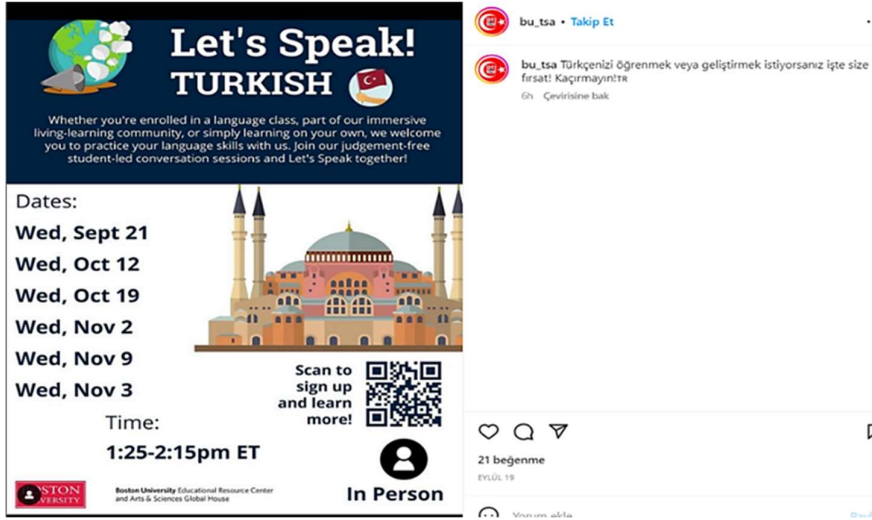 Let's Speak!
TURKISH
Whether you're enrolled in a language class, part of our immersive
living-learning community, or simply learning on your own, we welcome
you to practice your language skills with us. Join our judgement-free
student-led conversation sessions and Let's Speak together!
Dates:
Wed, Sept 21
Wed, Oct 12
Wed, Oct 19
Wed, Nov 2
Wed, Nov 9
Wed, Nov 3
Scan to
sign up
and learn
more!
Time:
1:25-2:15pm ET
In Person
Boston University Educational Resource Center
and Arts & Sciences Global House
bu_tsa • Takip Et
bu_tsa Türkçenizi öğrenmek veya geliştirmek istiyorsanız işte size
fırsat! Kaçırmayın!TR
6h Çevirisine bak
21 beğenme
EYLÜL 19
Yorum ekle